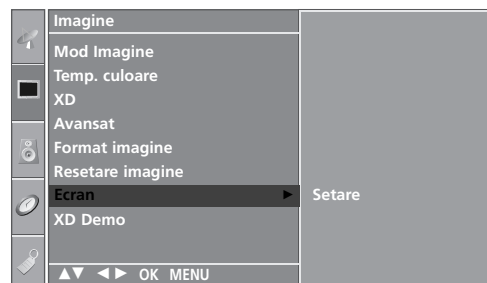 Imagine
Mod Imagine
Temp. culoare
XD
Avansat
Format imagine
Resetare imagine
Ecran ► Setare
XD Demo
▲▼ ◄► OK MENU